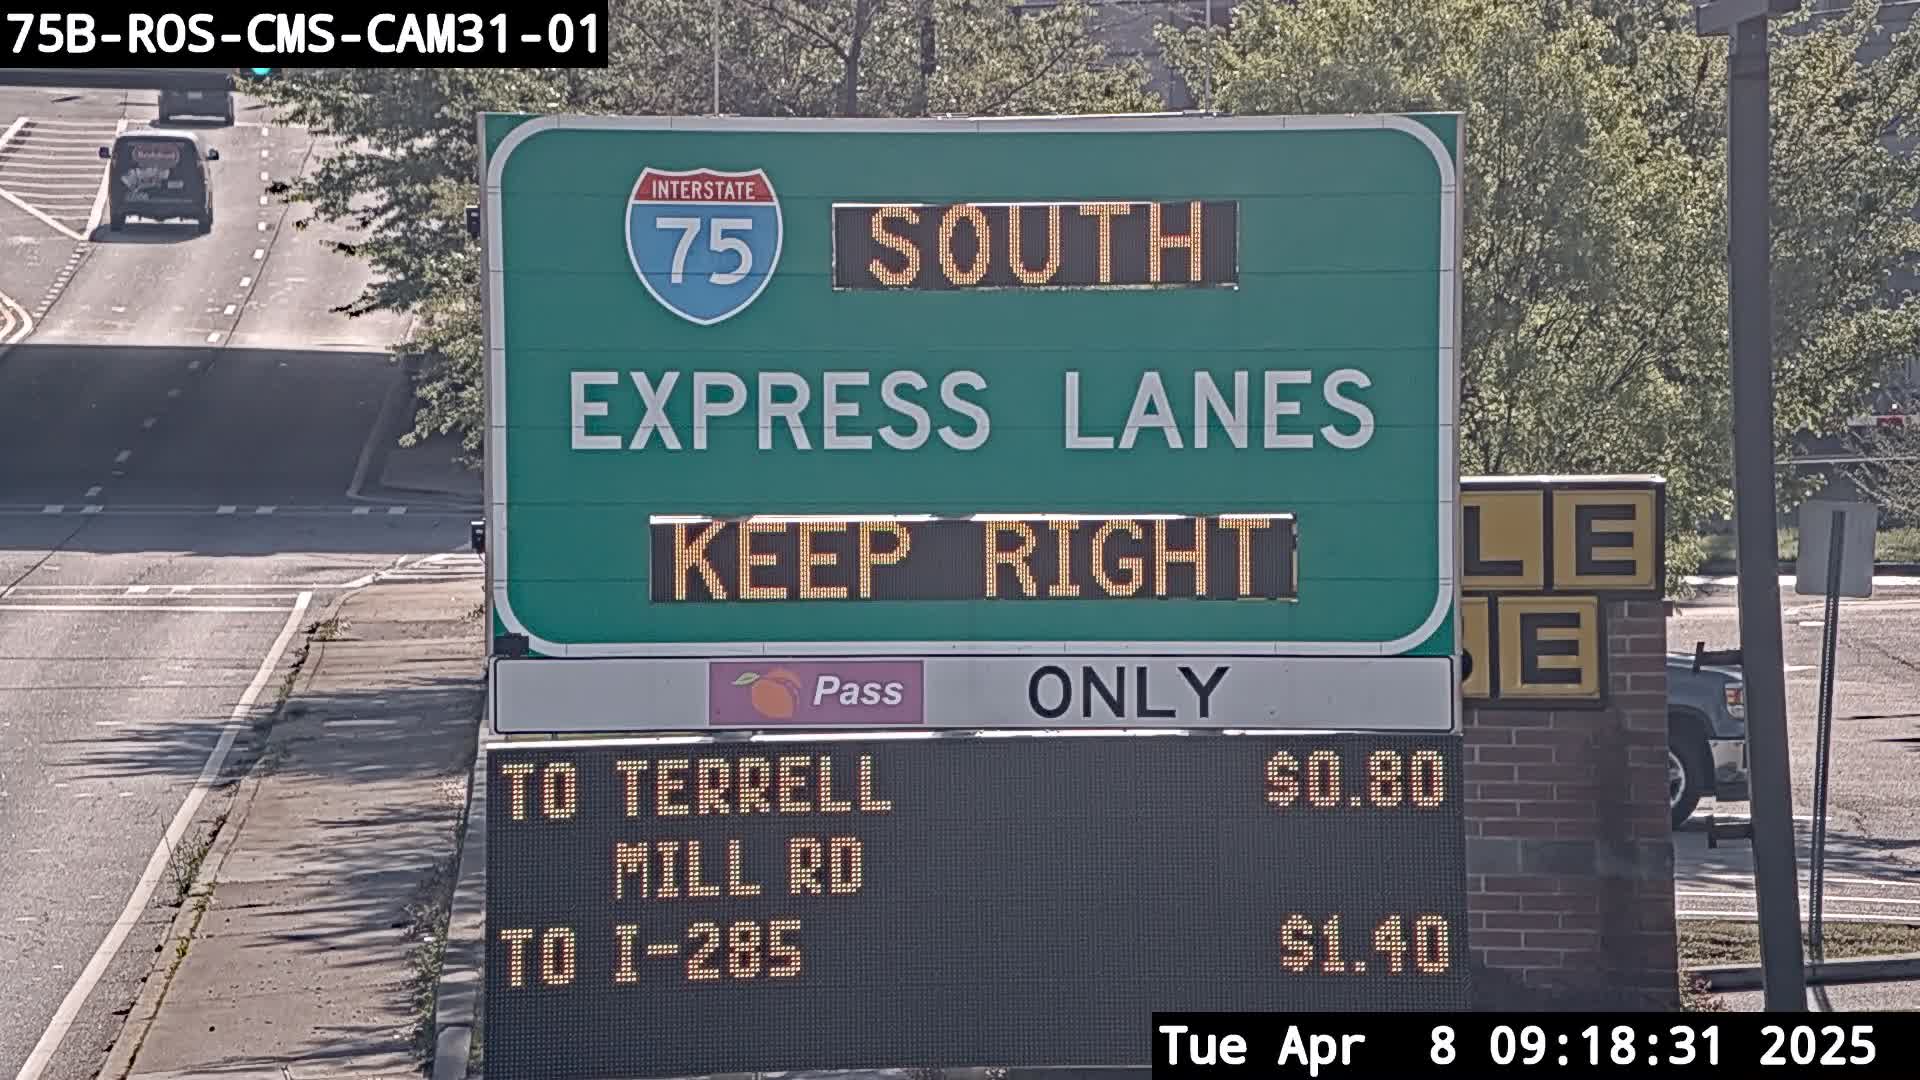 75B-ROS-CMS-CAM31-01
INTERSTATE
75
SOUTH
EXPRESS LANES
KEEP RIGHT
Pass ONLY
TO TERRELL $0.80
MILL RD
TO I-285 $1.40
LE
E
Tue Apr 8 09:18:31 2025